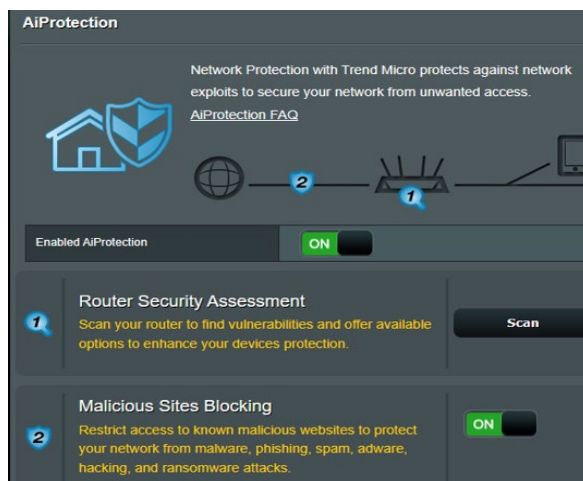 AiProtection
Network Protection with Trend Micro protects against network
exploits to secure your network from unwanted access.
AiProtection FAQ
2
1
Enabled AiProtection
ON
1
Router Security Assessment
Scan your router to find vulnerabilities and offer available
options to enhance your devices protection.
Scan
2
Malicious Sites Blocking
Restrict access to known malicious websites to protect
your network from malware, phishing, spam, adware,
hacking, and ransomware attacks.
ON